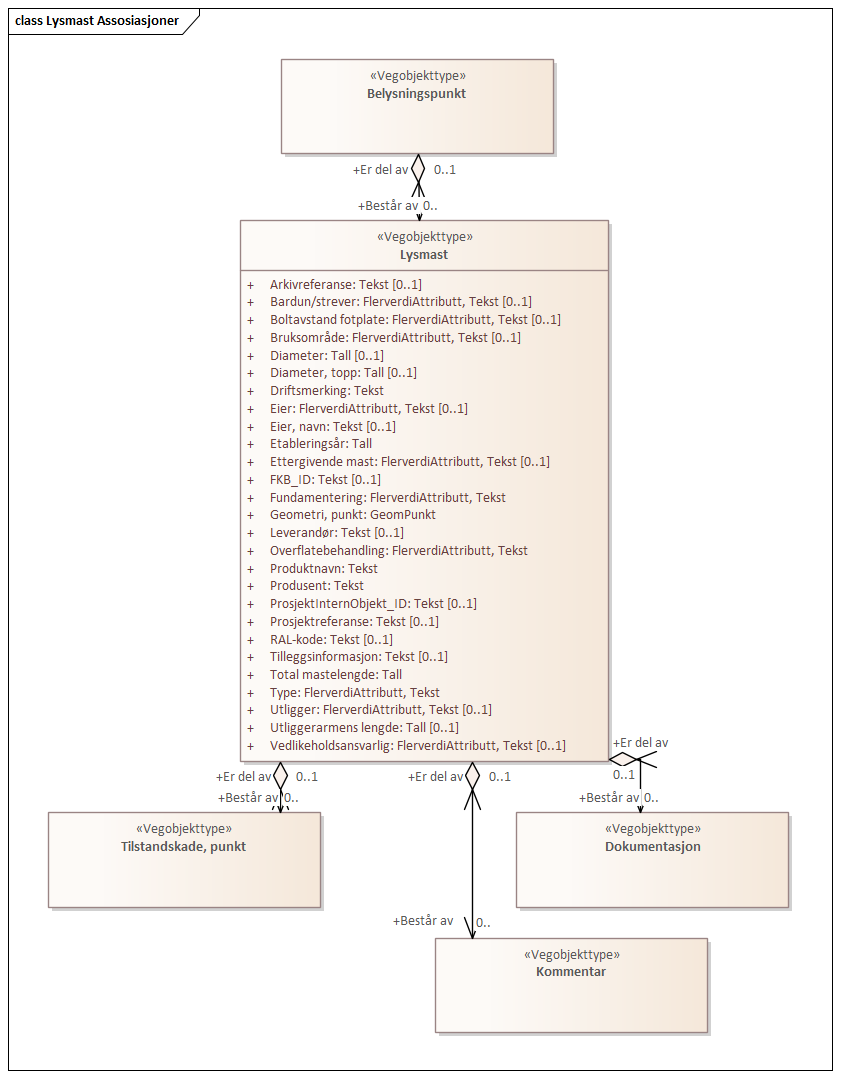 class Lysmast Assosiasjoner
«Vegobjekttype»
Belysningspunkt
+Er del av 0..1
+Består av 0..
«Vegobjekttype»
Lysmast
+ Arkivreferanse: Tekst [0..1]
+ Bardun/strever: FlerverdiAttributt, Tekst [0..1]
+ Boltavstand fotplate: FlerverdiAttributt, Tekst [0..1]
+ Bruksområde: FlerverdiAttributt, Tekst [0..1]
+ Diameter: Tall [0..1]
+ Diameter, topp: Tall [0..1]
+ Driftsmerking: Tekst
+ Eier: FlerverdiAttributt, Tekst [0..1]
+ Eier, navn: Tekst [0..1]
+ Etableringsår: Tall
+ Ettergivende mast: FlerverdiAttributt, Tekst [0..1]
+ FKB_ID: Tekst [0..1]
+ Fundamentering: FlerverdiAttributt, Tekst
+ Geometri, punkt: GeomPunkt
+ Leverandør: Tekst [0..1]
+ Overflatebehandling: FlerverdiAttributt, Tekst
+ Produktnavn: Tekst
+ Produsent: Tekst
+ ProsjektInternObjekt_ID: Tekst [0..1]
+ Prosjektreferanse: Tekst [0..1]
+ RAL-kode: Tekst [0..1]
+ Tilleggsinformasjon: Tekst [0..1]
+ Total mastelengde: Tall
+ Type: FlerverdiAttributt, Tekst
+ Utligger: FlerverdiAttributt, Tekst [0..1]
+ Utliggerarmens lengde: Tall [0..1]
+ Vedlikeholdsansvarlig: FlerverdiAttributt, Tekst [0..1]
+Er del av
0..1
+Er del av 0..1
+Er del av 0..1
+Består av 0..
+Består av 0..
«Vegobjekttype»
Tilstandskade, punkt
«Vegobjekttype»
Dokumentasjon
+Består av 0..
«Vegobjekttype»
Kommentar